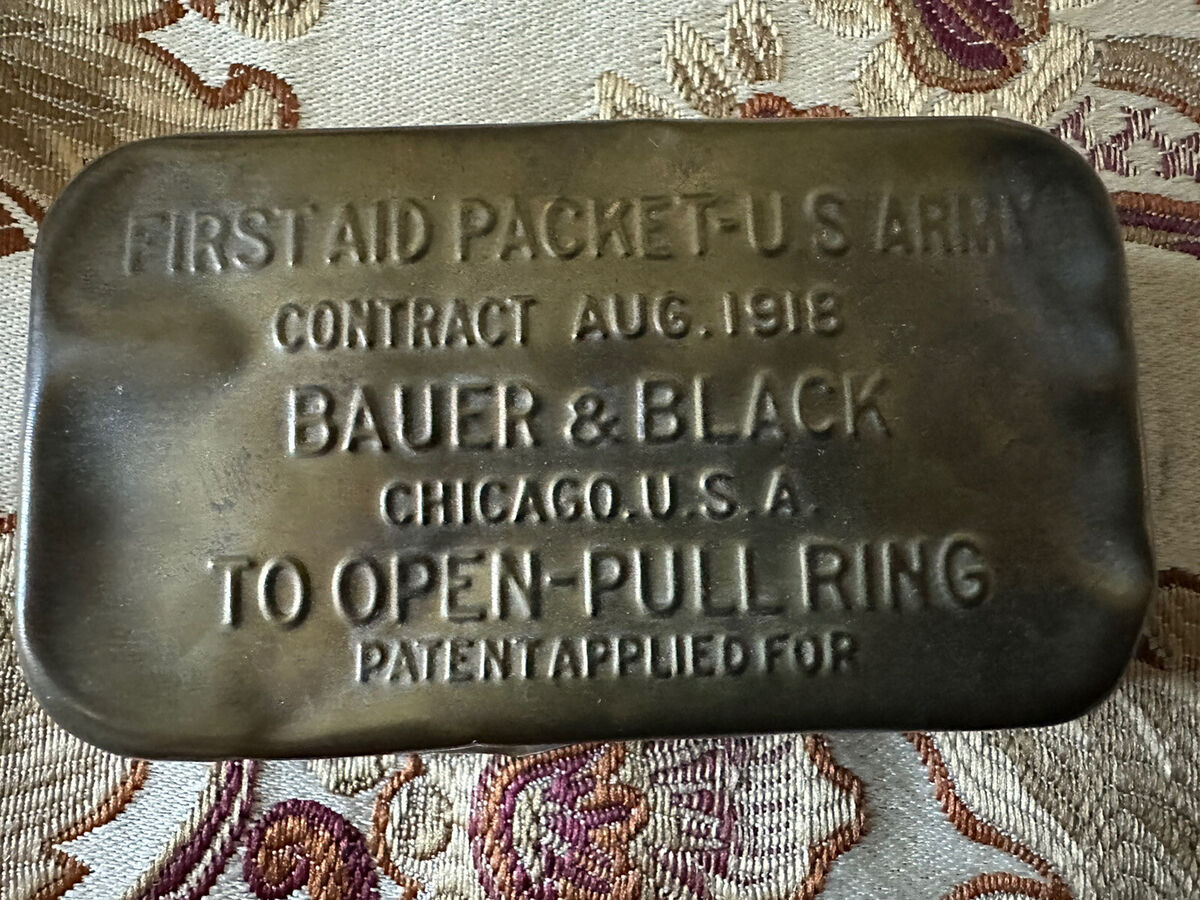 FIRST AID PACKET-U S ARMY
CONTRACT AUG. 1918
BAUER & BLACK
CHICAGO.U.S.A.
TO OPEN-PULL RING
PATENT APPLIED FOR